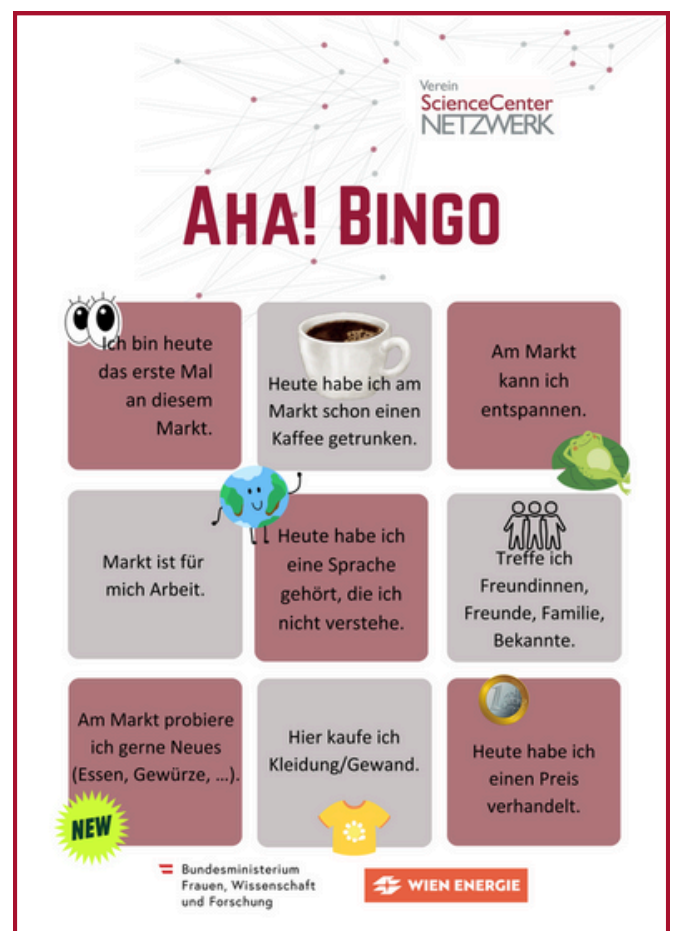 Verein
ScienceCenter
NETZWERK
AHA! BINGO
Ich bin heute
das erste Mal
an diesem
Markt.
Heute habe ich am
Markt schon einen
Kaffee getrunken.
Am Markt
kann ich
entspannen.
Markt ist für
mich Arbeit.
Heute habe ich
eine Sprache
gehört, die ich
nicht verstehe.
Treffe ich
Freundinnen,
Freunde, Familie,
Bekannte.
Am Markt probiere
ich gerne Neues
(Essen, Gewürze, ...).
NEW
Hier kaufe ich
Kleidung/Gewand.
1
Heute habe ich
einen Preis
verhandelt.
Bundesministerium
Frauen, Wissenschaft
und Forschung
WIEN ENERGIE